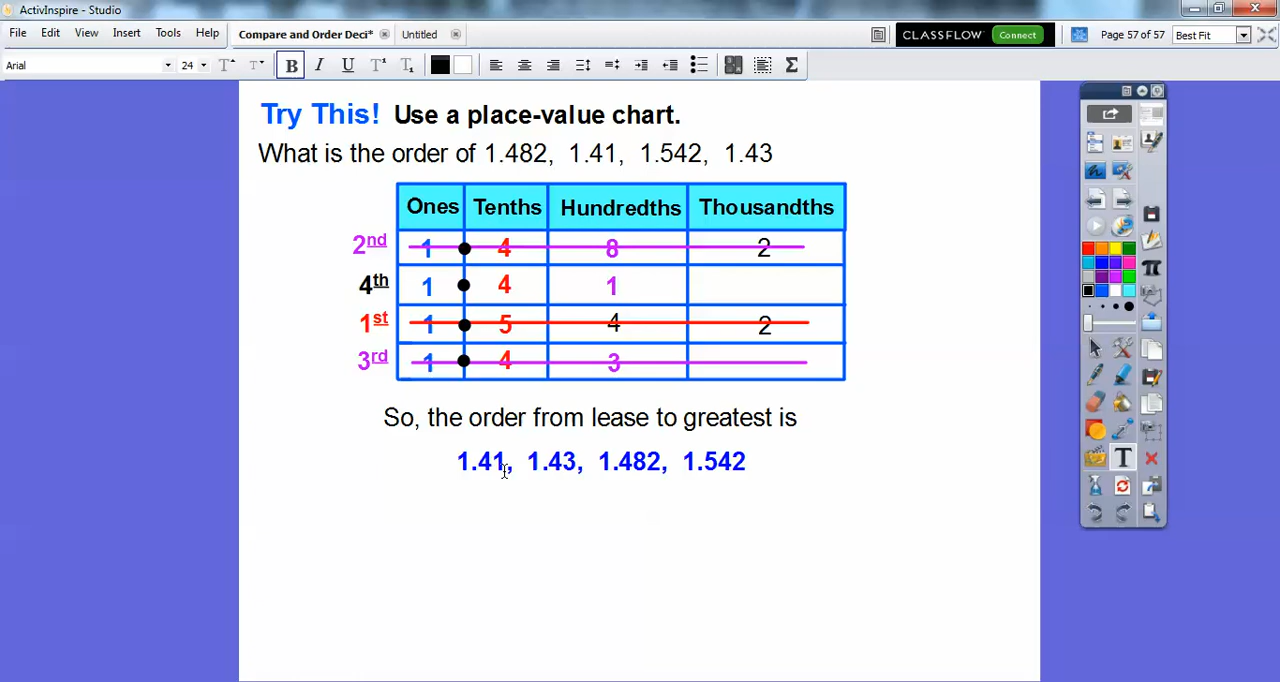 ActivInspire - Studio
File Edit View Insert Tools Help Compare and Order Deci* Untitled CLASSFLOW Connect Page 57 of 57 Best Fit
Arial 24 B I U T T Σ
Try This! Use a place-value chart.
What is the order of 1.482, 1.41, 1.542, 1.43
Ones Tenths Hundredths Thousandths
2nd 1 . 4 8 2
4th 1 . 4 1
1st 1 . 5 4 2
3rd 1 . 4 3
So, the order from lease to greatest is
1.41, 1.43, 1.482, 1.542